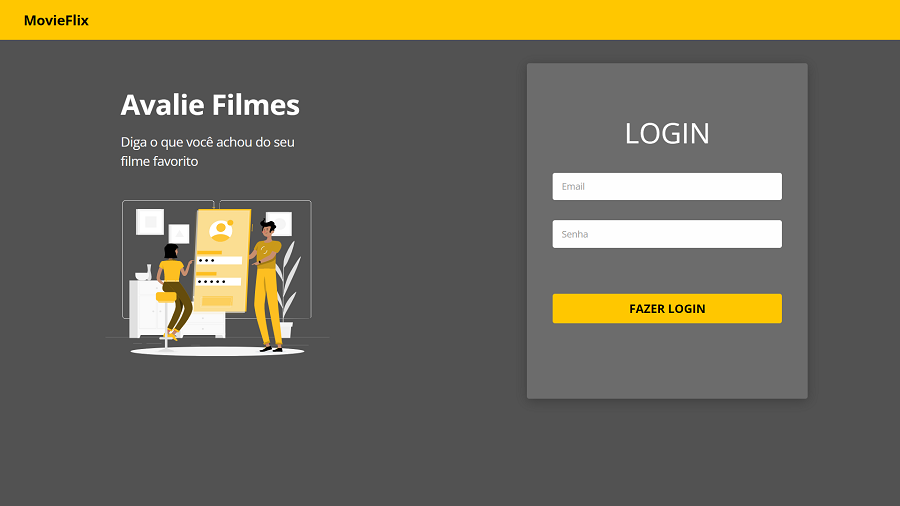 MovieFlix
Avalie Filmes
Diga o que você achou do seu
filme favorito
LOGIN
Email
Senha
FAZER LOGIN